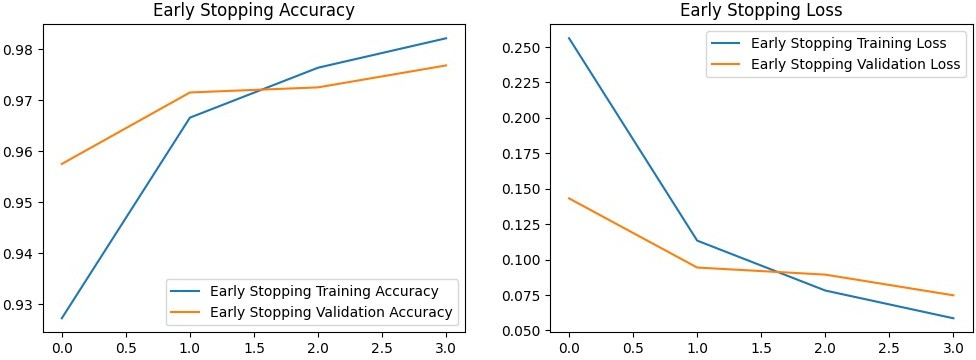 Early Stopping Accuracy
0.98
0.97
0.96
0.95
0.94
0.93
0.0 0.5 1.0 1.5 2.0 2.5 3.0
Early Stopping Training Accuracy
Early Stopping Validation Accuracy
Early Stopping Loss
0.250
0.225
0.200
0.175
0.150
0.125
0.100
0.075
0.050
0.0 0.5 1.0 1.5 2.0 2.5 3.0
Early Stopping Training Loss
Early Stopping Validation Loss